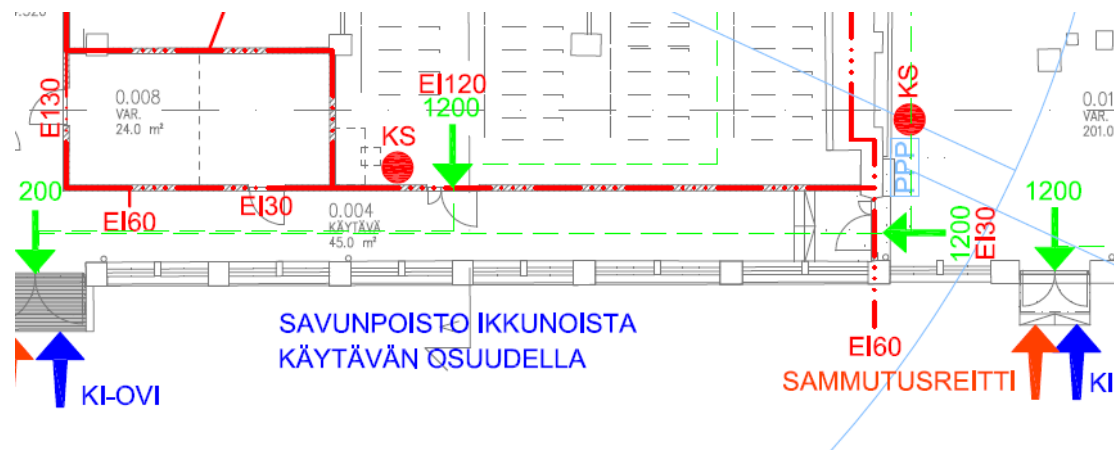 EI120
1200
KS
KS
0.008
VAR.
24.0 m²
EI30
KS
0.01
VAR.
201.0
PPP
200
EI60
EI30
0.004
KÄYTÄVÄ
45.0 m²
1200
EI30
1200
SAVUNPOISTO IKKUNOISTA
KÄYTÄVÄN OSUUDELLA
EI60
SAMMUTUSREITTI
KI-OVI
KI